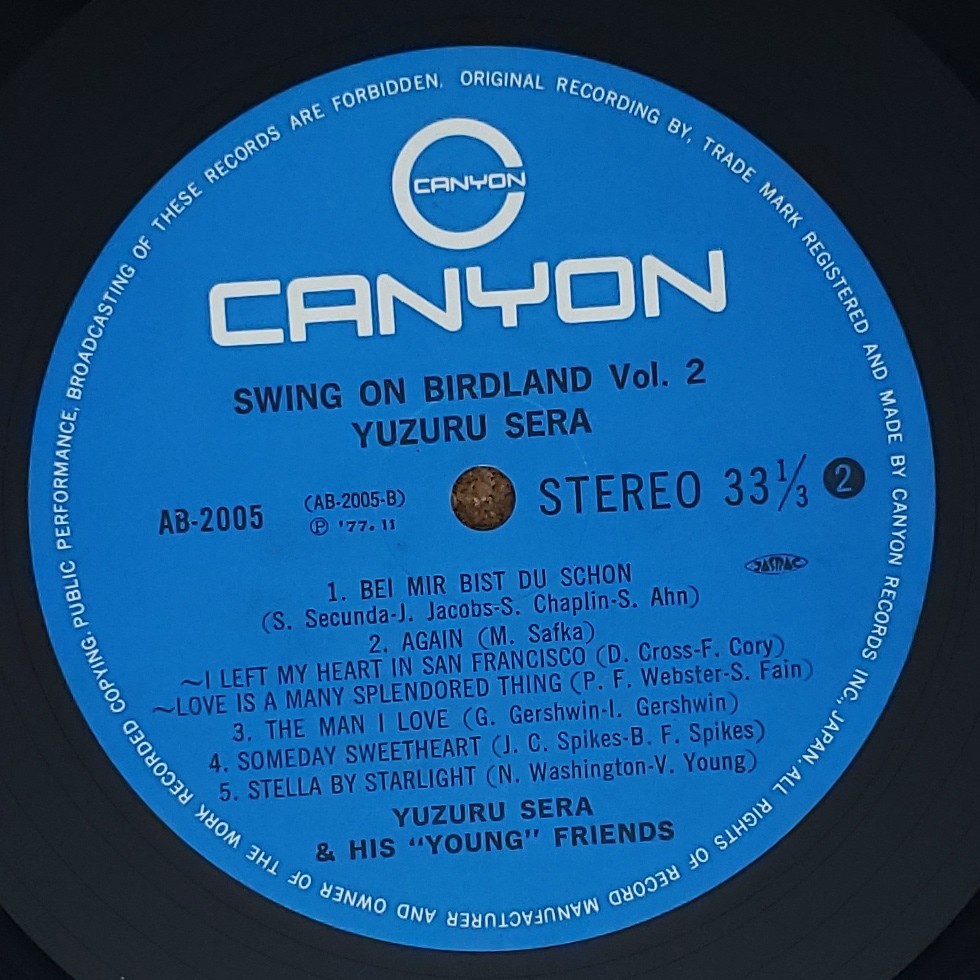 CANYON
CANYON
SWING ON BIRDLAND Vol. 2
YUZURU SERA
AB-2005
(AB-2005-B)
Ⓟ '77. 11
STEREO 33 1/3 ②
JASRAC
1. BEI MIR BIST DU SCHON
(S. Secunda-J. Jacobs-S. Chaplin-S. Ahn)
2. AGAIN (M. Safka)
~I LEFT MY HEART IN SAN FRANCISCO (D. Cross-F. Cory)
~LOVE IS A MANY SPLENDORED THING (P. F. Webster-S. Fain)
3. THE MAN I LOVE (G. Gershwin-I. Gershwin)
4. SOMEDAY SWEETHEART (J. C. Spikes-B. F. Spikes)
5. STELLA BY STARLIGHT (N. Washington-V. Young)
YUZURU SERA
& HIS "YOUNG" FRIENDS
ORIGINAL RECORDING BY, TRADE MARK REGISTERED AND MADE BY CANYON RECORDS INC., JAPAN. ALL RIGHTS OF RECORD MANUFACTURER AND OWNER OF THE WORK RECORDED COPYING. PUBLIC PERFORMANCE, BROADCASTING OF THESE RECORDS ARE FORBIDDEN.